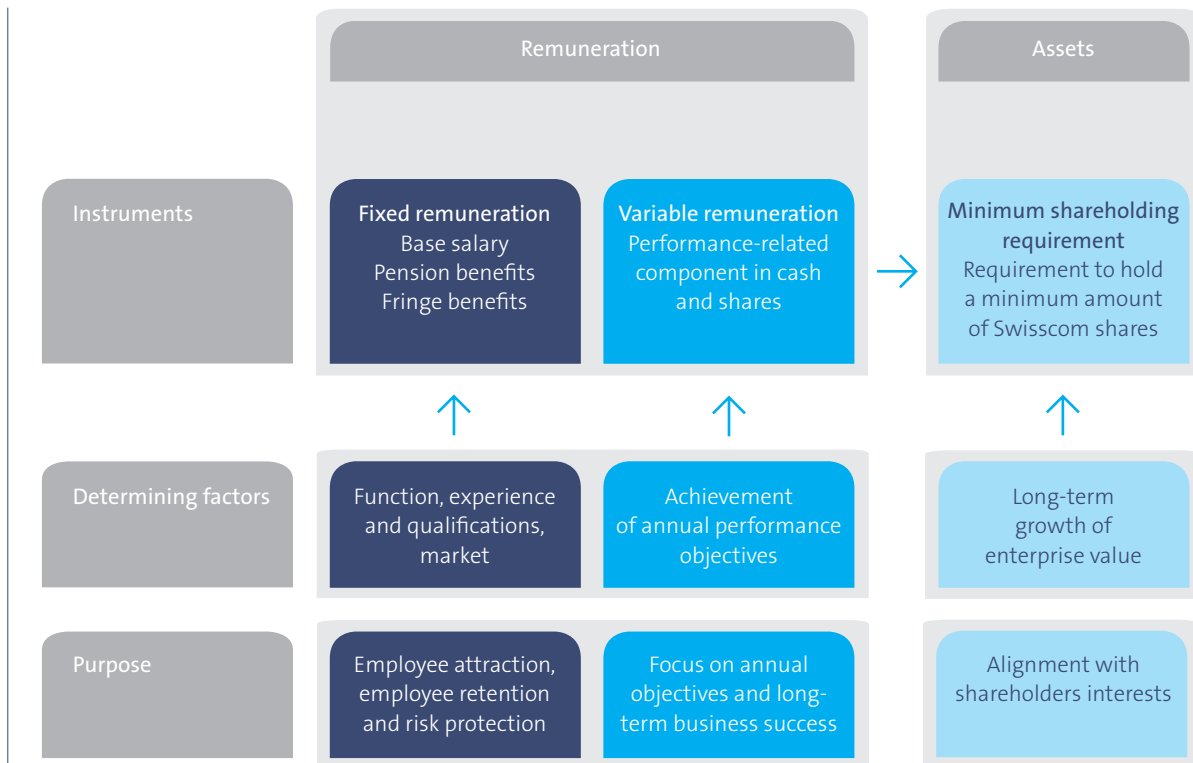 Remuneration
Assets
Instruments
Fixed remuneration
Base salary
Pension benefits
Fringe benefits
Variable remuneration
Performance-related
component in cash
and shares
Minimum shareholding
requirement
Requirement to hold
a minimum amount
of Swisscom shares
Determining factors
Function, experience
and qualifications,
market
Achievement
of annual performance
objectives
Long-term
growth of
enterprise value
Purpose
Employee attraction,
employee retention
and risk protection
Focus on annual
objectives and long-
term business success
Alignment with
shareholders interests